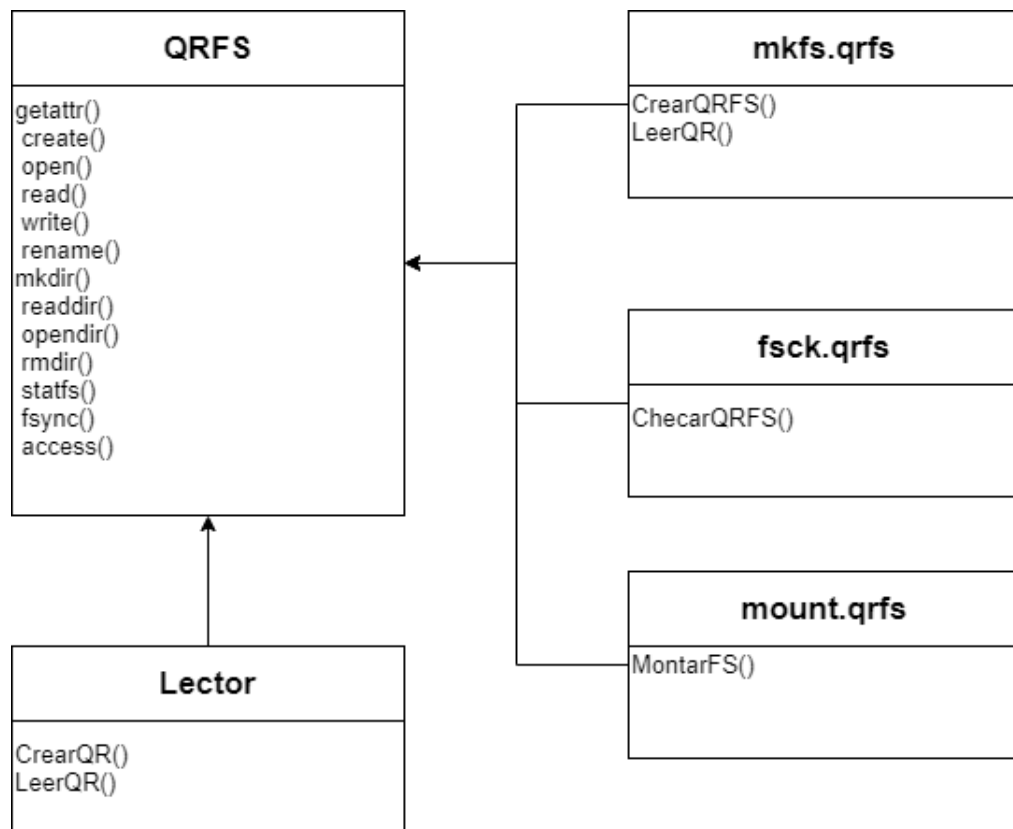 QRFS
getattr()
create()
open()
read()
write()
rename()
mkdir()
readdir()
opendir()
rmdir()
statfs()
fsync()
access()
mkfs.qrfs
CrearQRFS()
LeerQR()
fsck.qrfs
ChecarQRFS()
mount.qrfs
MontarFS()
Lector
CrearQR()
LeerQR()